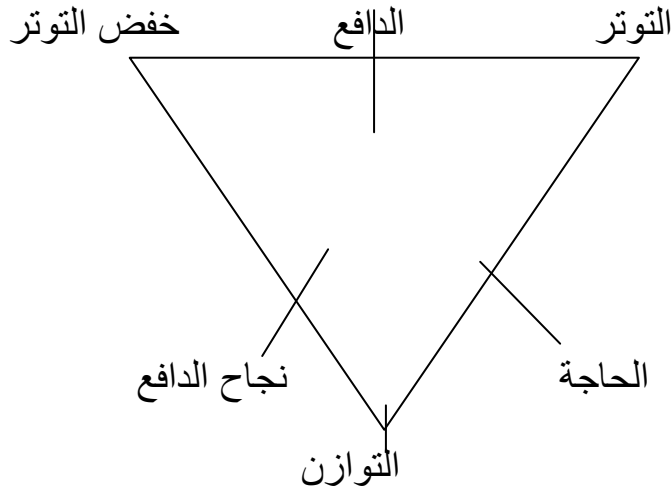 التوتر
الدافع
خفض التوتر
الحاجة
نجاح الدافع
التوازن